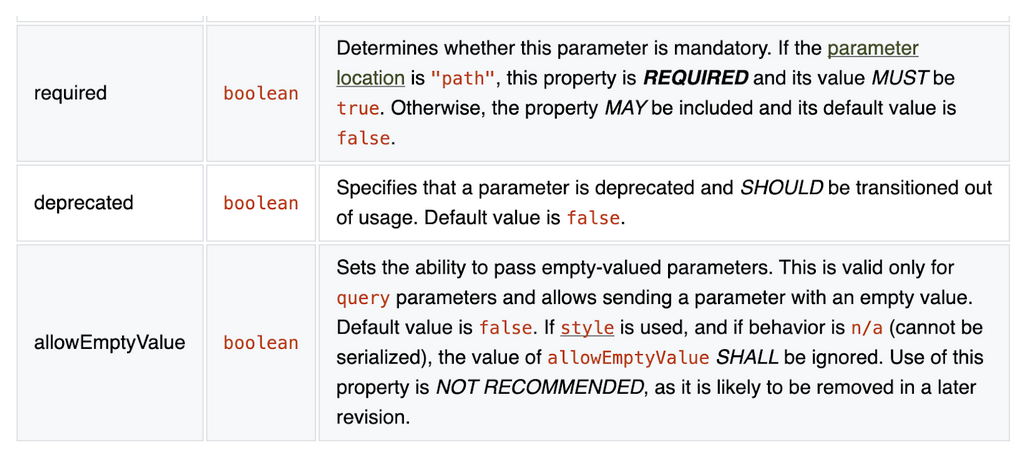 required
boolean
Determines whether this parameter is mandatory. If the parameter
location is "path", this property is REQUIRED and its value MUST be
true. Otherwise, the property MAY be included and its default value is
false.
deprecated
boolean
Specifies that a parameter is deprecated and SHOULD be transitioned out
of usage. Default value is false.
allowEmptyValue
boolean
Sets the ability to pass empty-valued parameters. This is valid only for
query parameters and allows sending a parameter with an empty value.
Default value is false. If style is used, and if behavior is n/a (cannot be
serialized), the value of allowEmptyValue SHALL be ignored. Use of this
property is NOT RECOMMENDED, as it is likely to be removed in a later
revision.